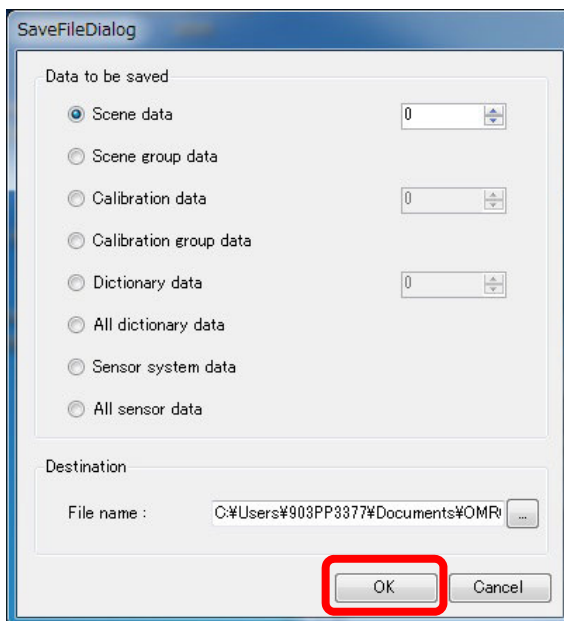 SaveFileDialog
Data to be saved
Scene data 0
Scene group data
Calibration data 0
Calibration group data
Dictionary data 0
All dictionary data
Sensor system data
All sensor data
Destination
File name : C:¥Users¥903PP3377¥Documents¥OMR ...
OK Cancel